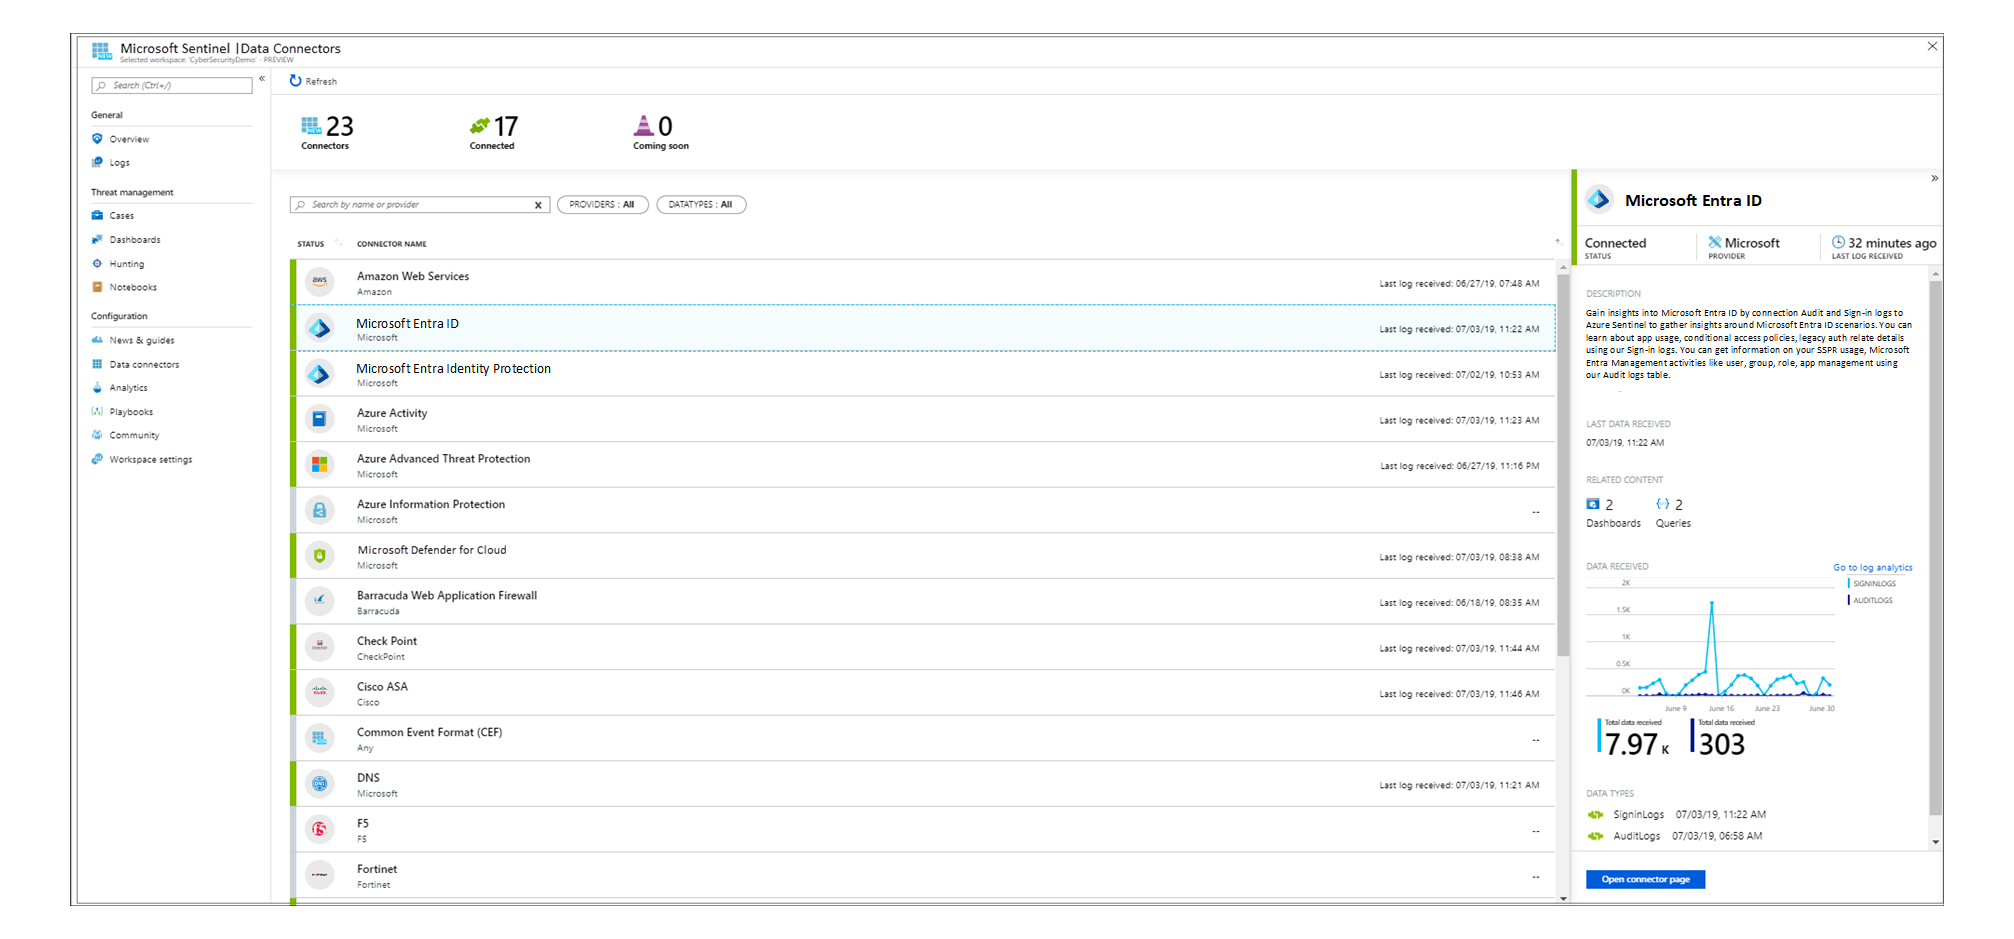 Microsoft Sentinel |Data Connectors
Selected workspace: 'CyberSecurityDemo' - PREVIEW
Search (Ctrl+/)
«
General
Overview
Logs
Threat management
Cases
Dashboards
Hunting
Notebooks
Configuration
News & guides
Data connectors
Analytics
Playbooks
Community
Workspace settings
Refresh
23
Connectors
17
Connected
0
Coming soon
Search by name or provider
PROVIDERS : All
DATATYPES : All
STATUS
CONNECTOR NAME
aws
Amazon Web Services
Amazon
Last log received: 06/27/19, 07:48 AM
Microsoft Entra ID
Microsoft
Last log received: 07/03/19, 11:22 AM
Microsoft Entra Identity Protection
Microsoft
Last log received: 07/02/19, 10:53 AM
Azure Activity
Microsoft
Last log received: 07/03/19, 11:23 AM
Azure Advanced Threat Protection
Microsoft
Last log received: 06/27/19, 11:16 PM
Azure Information Protection
Microsoft
--
Microsoft Defender for Cloud
Microsoft
Last log received: 07/03/19, 08:38 AM
Barracuda Web Application Firewall
Barracuda
Last log received: 06/18/19, 08:35 AM
Check Point
CheckPoint
Last log received: 07/03/19, 11:44 AM
Cisco ASA
Cisco
Last log received: 07/03/19, 11:46 AM
Common Event Format (CEF)
Any
--
DNS
Microsoft
Last log received: 07/03/19, 11:21 AM
F5
F5
--
Fortinet
Fortinet
--
»
Microsoft Entra ID
Connected
STATUS
Microsoft
PROVIDER
32 minutes ago
LAST LOG RECEIVED
DESCRIPTION
Gain insights into Microsoft Entra ID by connection Audit and Sign-in logs to
Azure Sentinel to gather insights around Microsoft Entra ID scenarios. You can
learn about app usage, conditional access policies, legacy auth relate details
using our Sign-in logs. You can get information on your SSPR usage, Microsoft
Entra Management activities like user, group, role, app management using
our Audit logs table.
LAST DATA RECEIVED
07/03/19, 11:22 AM
RELATED CONTENT
2
Dashboards
2
Queries
DATA RECEIVED
Go to log analytics
2K
1.5K
1K
0.5K
0K
June 9
June 16
June 23
June 30
SIGNINLOGS
AUDITLOGS
Total data received
7.97 K
Total data received
303
DATA TYPES
SigninLogs 07/03/19, 11:22 AM
AuditLogs 07/03/19, 06:58 AM
Open connector page